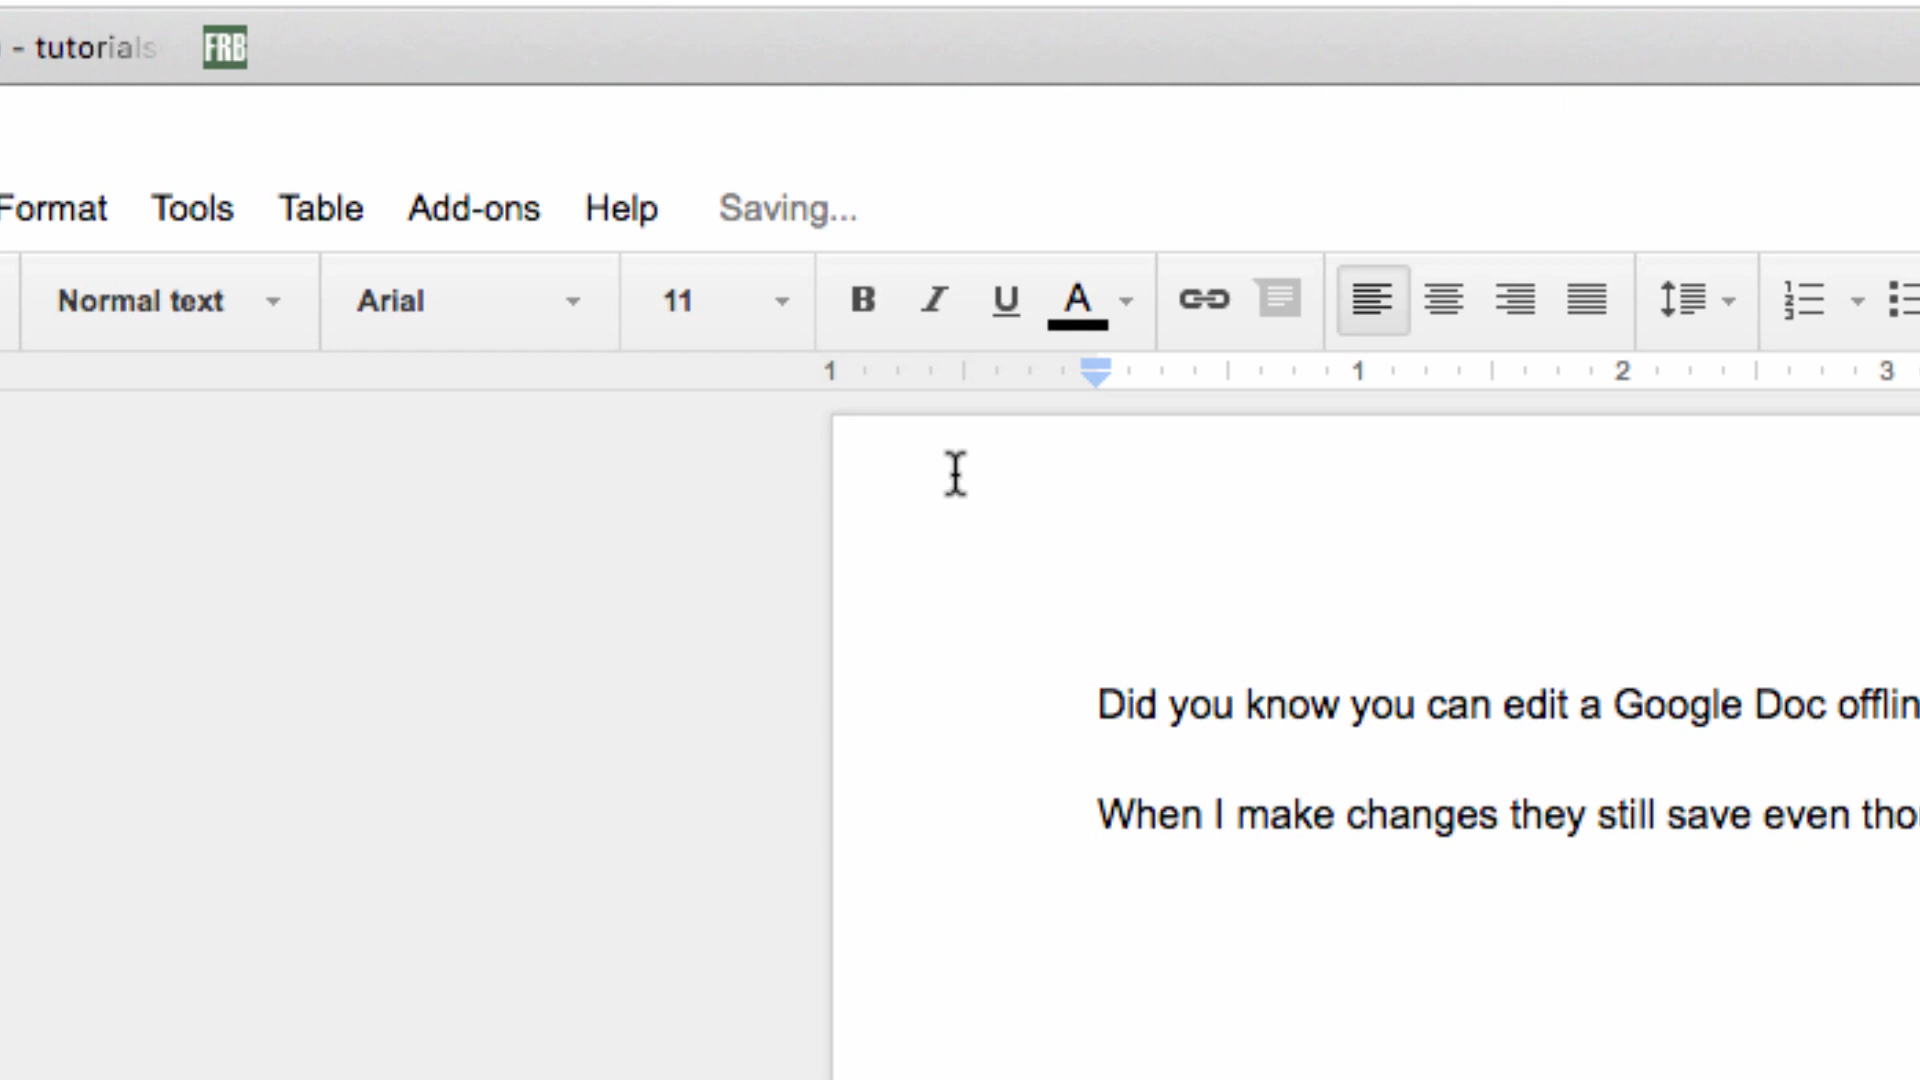 - tutorials FRB
Format Tools Table Add-ons Help Saving...
Normal text Arial 11 B I U A
1 1 2 3
Did you know you can edit a Google Doc offlin
When I make changes they still save even tho